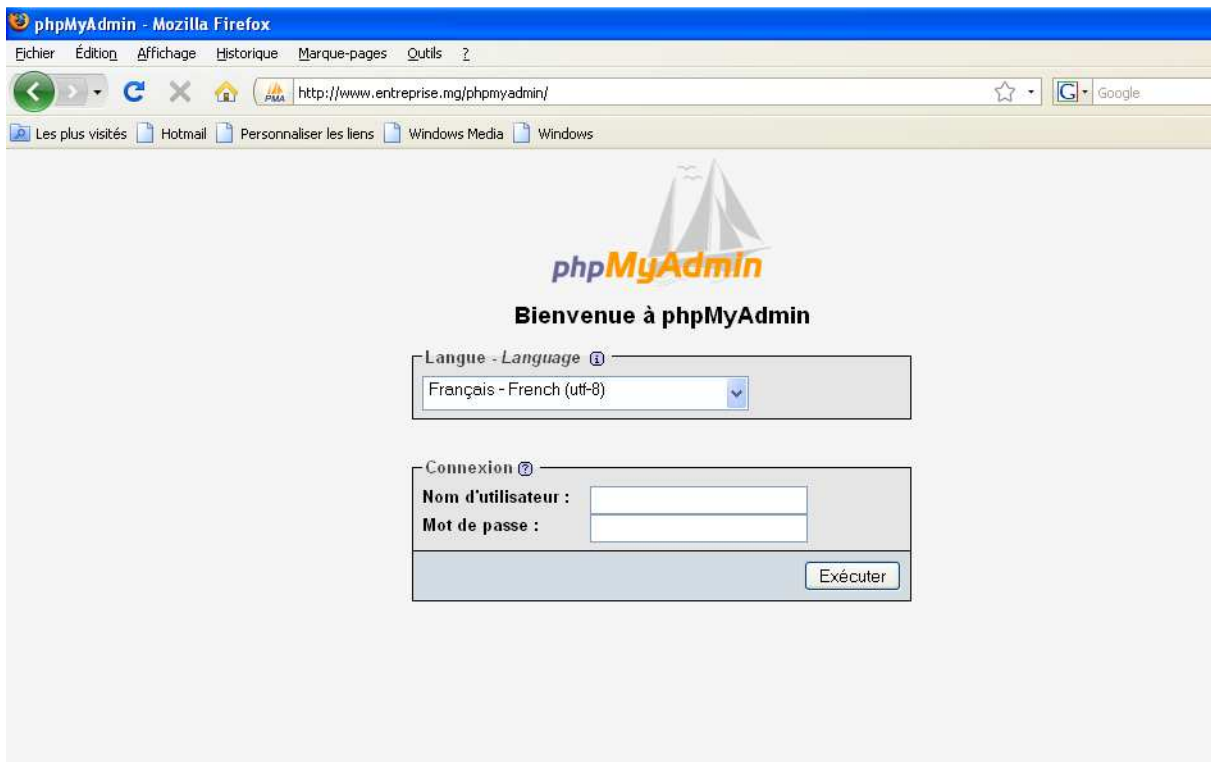 phpMyAdmin - Mozilla Firefox
Fichier Édition Affichage Historique Marque-pages Outils ?
PMA http://www.entreprise.mg/phpmyadmin/ G Google
Les plus visités Hotmail Personnaliser les liens Windows Media Windows
phpMyAdmin
Bienvenue à phpMyAdmin
Langue - Language i
Français - French (utf-8)
Connexion ?
Nom d'utilisateur :
Mot de passe :
Exécuter